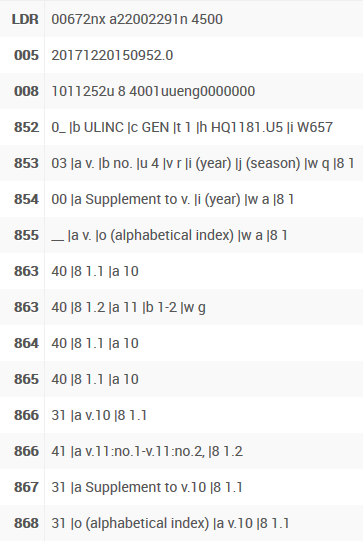 LDR 00672nx a22002291n 4500
005 20171220150952.0
008 1011252u 8 4001uueng0000000
852 0_ |b ULINC |c GEN |t 1 |h HQ1181.U5 |i W657
853 03 |a v. |b no. |u 4 |v r |i (year) |j (season) |w q |8 1
854 00 |a Supplement to v. |i (year) |w a |8 1
855 __ |a v. |o (alphabetical index) |w a |8 1
863 40 |8 1.1 |a 10
863 40 |8 1.2 |a 11 |b 1-2 |w g
864 40 |8 1.1 |a 10
865 40 |8 1.1 |a 10
866 31 |a v.10 |8 1.1
866 41 |a v.11:no.1-v.11:no.2, |8 1.2
867 31 |a Supplement to v.10 |8 1.1
868 31 |o (alphabetical index) |a v.10 |8 1.1